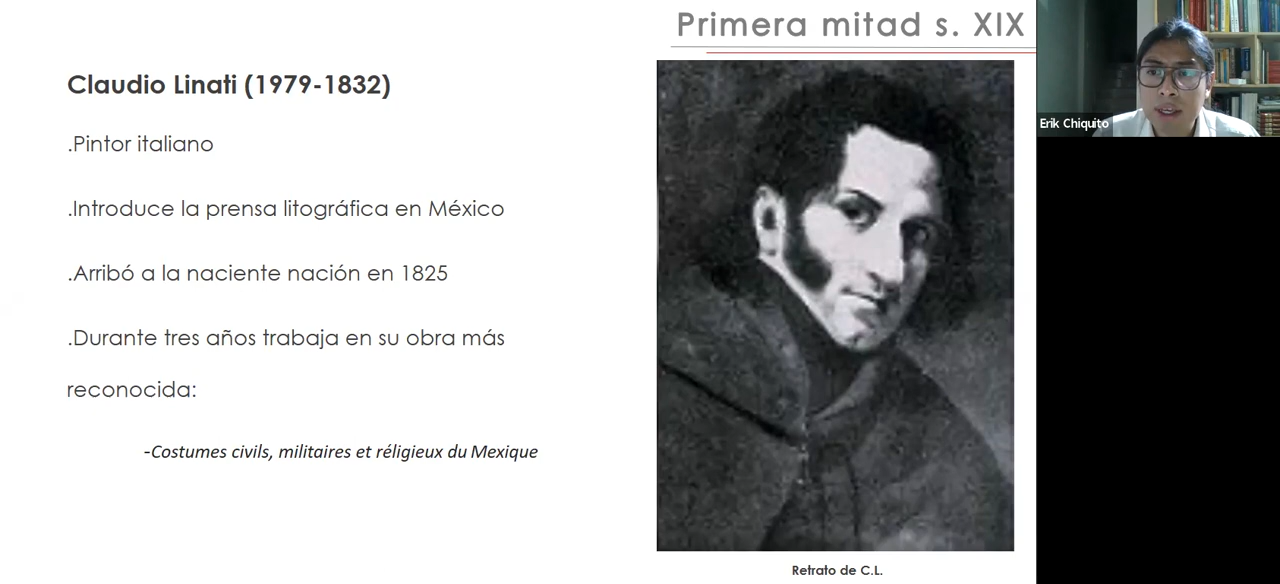 Primera mitad s. XIX
Claudio Linati (1979-1832)
.Pintor italiano
.Introduce la prensa litográfica en México
.Arribó a la naciente nación en 1825
.Durante tres años trabaja en su obra más
reconocida:
-Costumes civils, militaires et réligieux du Mexique
Retrato de C.L.
Erik Chiquito